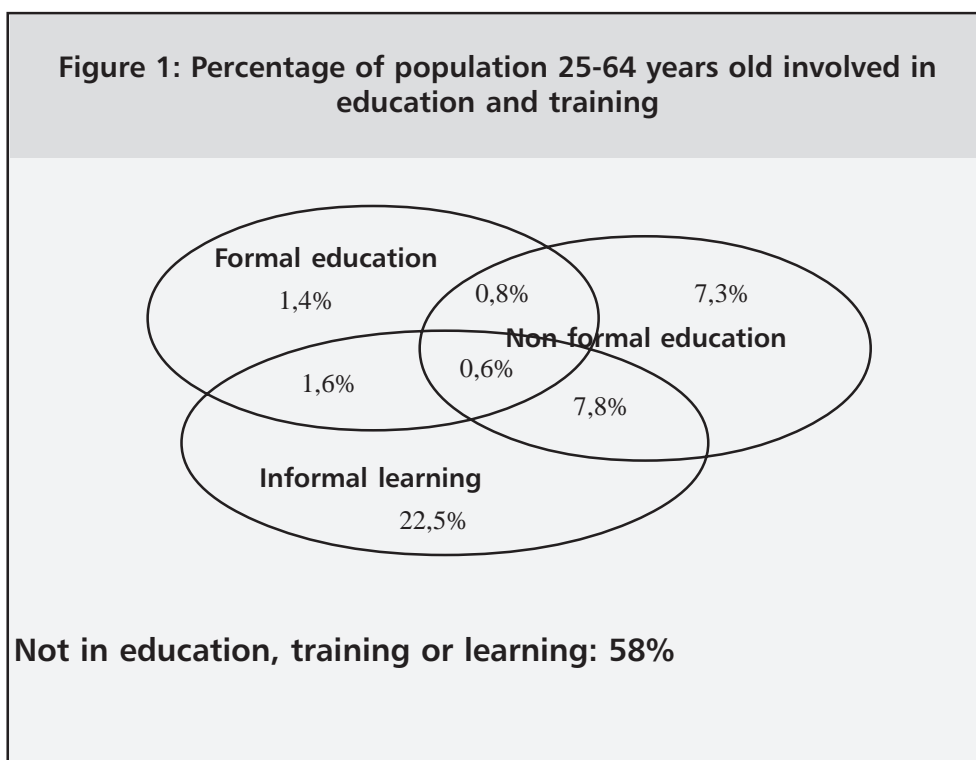 Figure 1: Percentage of population 25-64 years old involved in
education and training
Formal education
1,4%
0,8%
7,3%
Non formal education
1,6%
0,6%
7,8%
Informal learning
22,5%
Not in education, training or learning: 58%